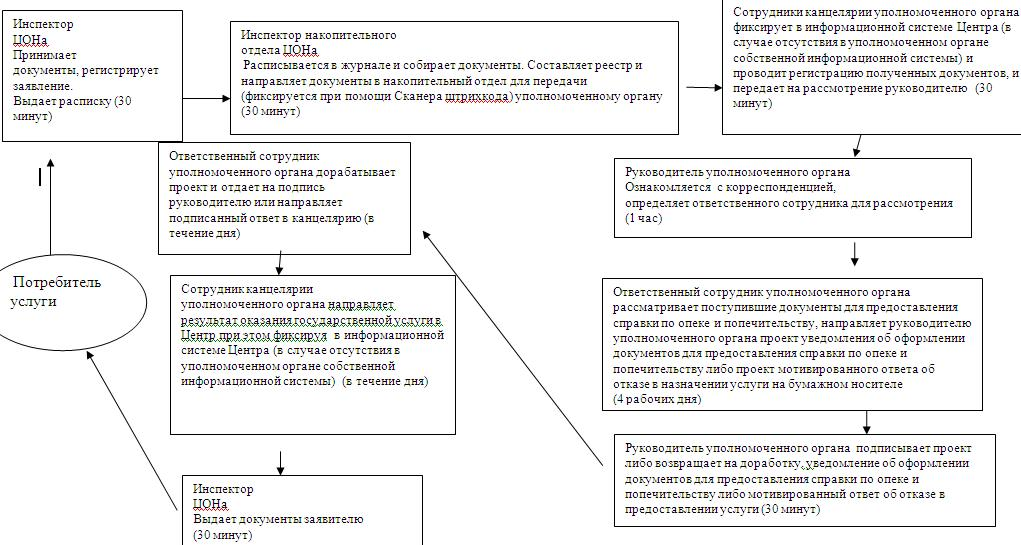 Инспектор
ЦОНа
Принимает
документы, регистрирует
заявление.
Выдает расписку (30
минут)
Инспектор накопительного
отдела ЦОНа
Расписывается в журнале и собирает документы. Составляет реестр и
направляет документы в накопительный отдел для передачи
(фиксируется при помощи Сканера штрихкода) уполномоченному органу
(30 минут)
Сотрудники канцелярии уполномоченного органа
фиксирует в информационной системе Центра (в
случае отсутствия в уполномоченном органе
собственной информационной системы) и
проводит регистрацию полученных документов, и
передает на рассмотрение руководителю (30
минут)
Руководитель уполномоченного органа
Ознакомляется с корреспонденцией,
определяет ответственного сотрудника для рассмотрения
(1 час)
Ответственный сотрудник уполномоченного органа
рассматривает поступившие документы для предоставления
справки по опеке и попечительству, направляет руководителю
уполномоченного органа проект уведомления об оформлении
документов для предоставления справки по опеке и
попечительству либо проект мотивированного ответа об
отказе в назначении услуги на бумажном носителе
(4 рабочих дня)
Руководитель уполномоченного органа подписывает проект
либо возвращает на доработку, уведомление об оформлении
документов для предоставления справки по опеке и
попечительству либо мотивированный ответ об отказе в
предоставлении услуги (30 минут)
Ответственный сотрудник
уполномоченного органа дорабатывает
проект и отдает на подпись
руководителю или направляет
подписанный ответ в канцелярию (в
течение дня)
Сотрудник канцелярии
уполномоченного органа направляет
результат оказания государственной услуги в
Центр при этом фиксируя в информационной
системе Центра (в случае отсутствия в
уполномоченном органе собственной
информационной системы) (в течение дня)
Инспектор
ЦОНа
Выдает документы заявителю
(30 минут)
Потребитель
услуги